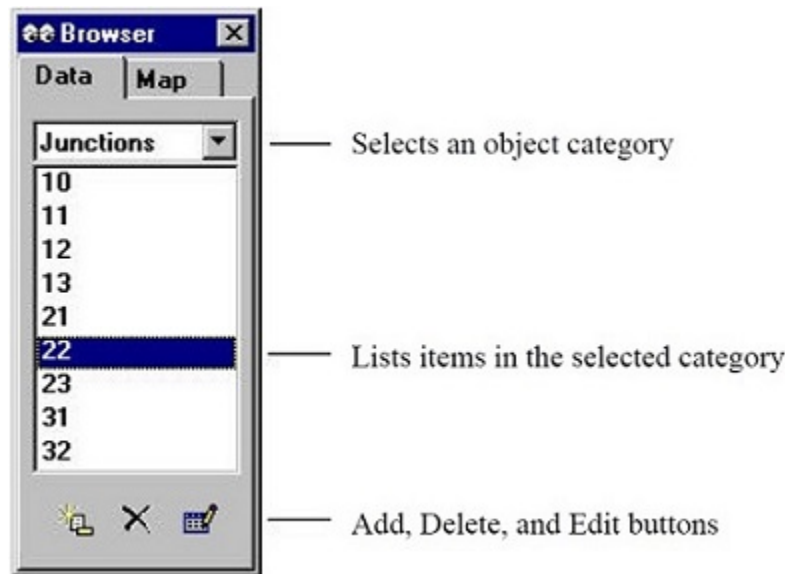 Browser
Data Map
Junctions
Selects an object category
10
11
12
13
21
22
Lists items in the selected category
23
31
32
Add, Delete, and Edit buttons